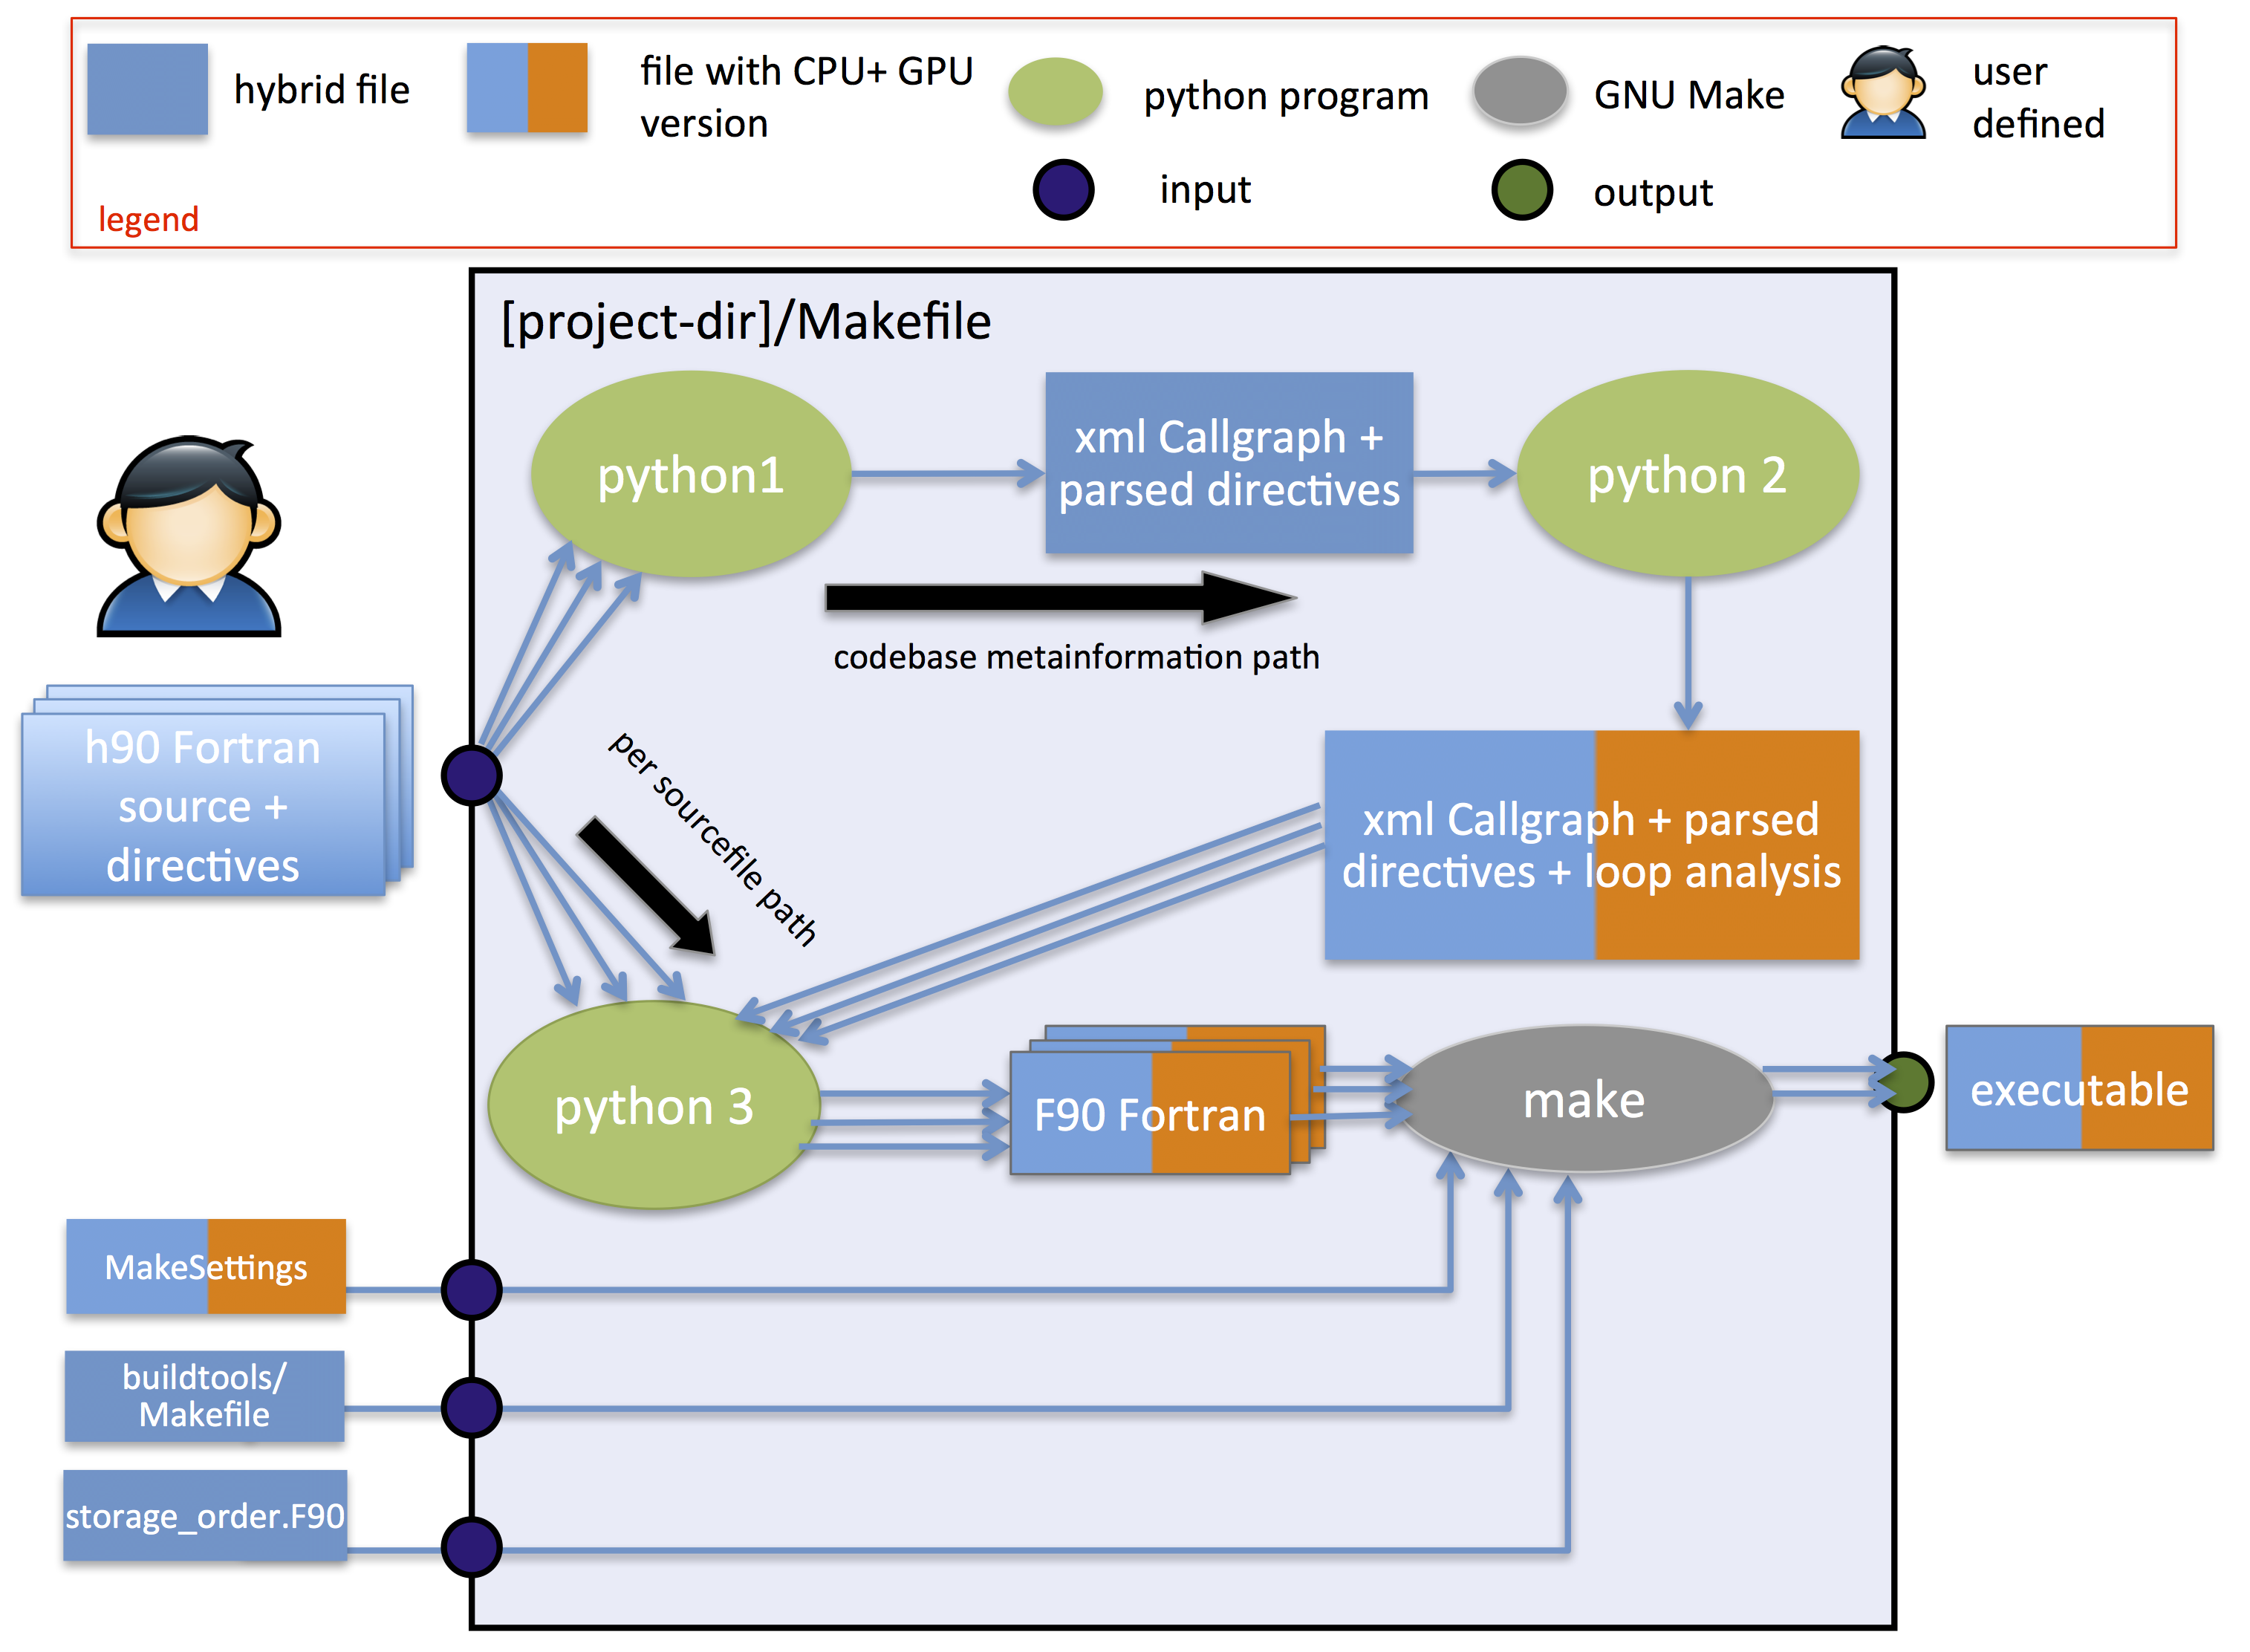 hybrid file
file with CPU+ GPU
version
python program
GNU Make
user
defined
input
output
legend
[project-dir]/Makefile
python1
xml Callgraph +
parsed directives
python 2
codebase metainformation path
h90 Fortran
source +
directives
per sourcefile path
xml Callgraph + parsed
directives + loop analysis
python 3
F90 Fortran
make
executable
MakeSettings
buildtools/
Makefile
storage_order.F90